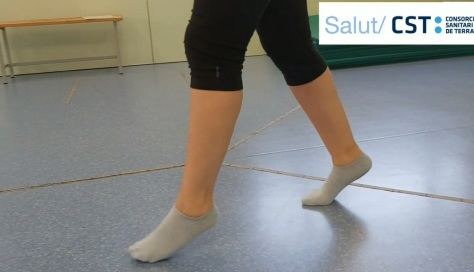 Salut/ CST: CONSORCI
SANITARI
DE TERRA